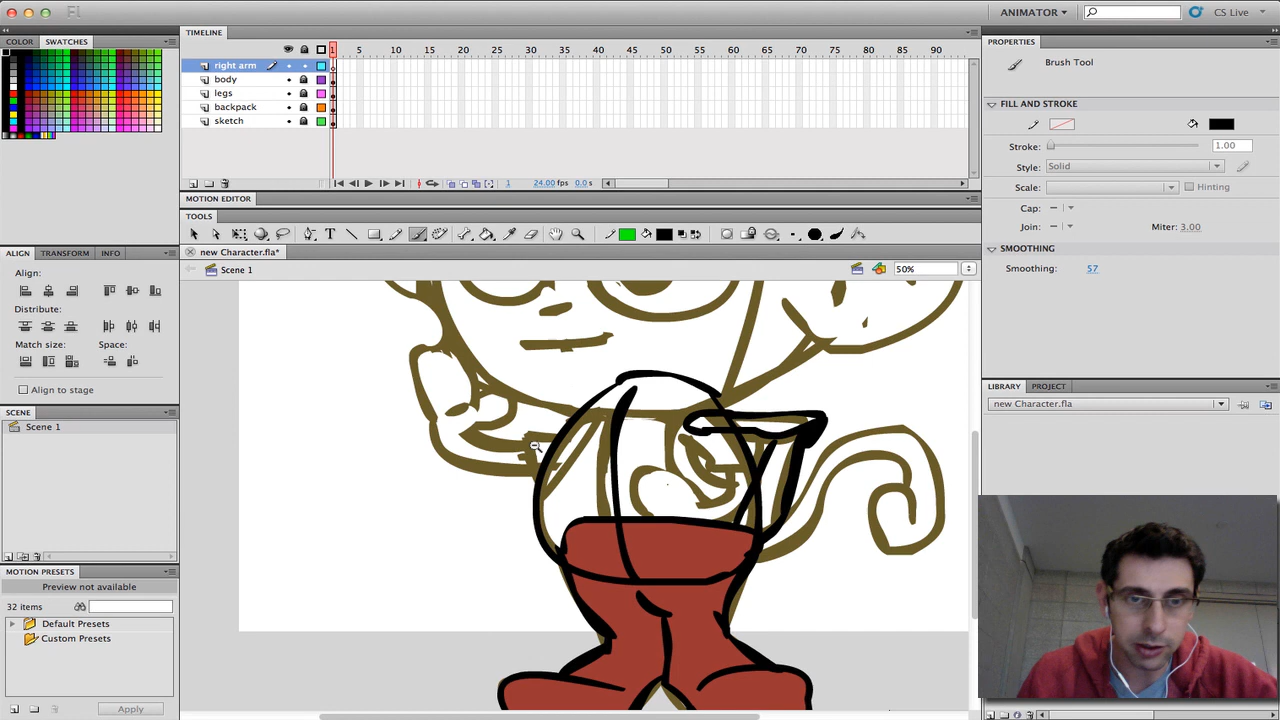 Fl
ANIMATOR
CS Live
COLOR
SWATCHES
TIMELINE
PROPERTIES
1 5 10 15 20 25 30 35 40 45 50 55 60 65 70 75 80 85 90
right arm
body
legs
backpack
sketch
1 24.00 fps 0.0 s
Brush Tool
FILL AND STROKE
Stroke: 1.00
Style: Solid
Scale:
Hinting
Cap:
Join:
Miter: 3.00
SMOOTHING
Smoothing: 57
MOTION EDITOR
TOOLS
new Character.fla*
Scene 1
50%
ALIGN
TRANSFORM
INFO
Align:
Distribute:
Match size:
Space:
Align to stage
SCENE
Scene 1
MOTION PRESETS
Preview not available
32 items
Default Presets
Custom Presets
Apply
LIBRARY
PROJECT
new Character.fla